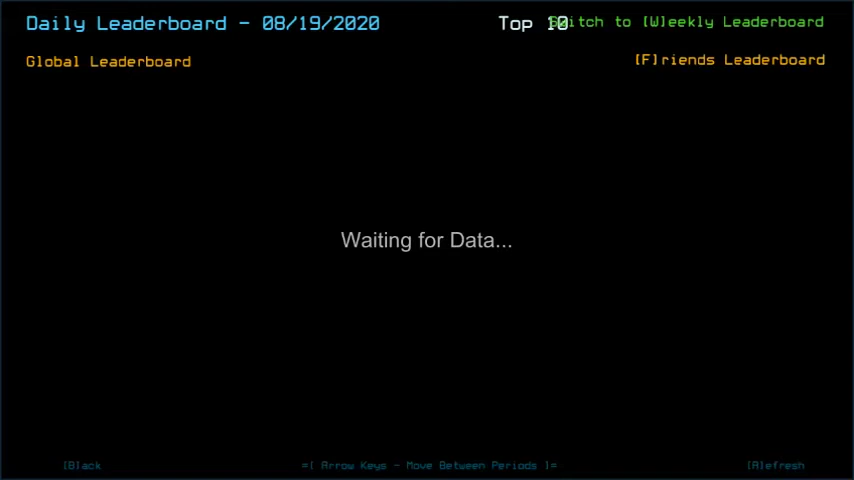 Daily Leaderboard - 08/19/2020
Top 10
Switch to [W]eekly Leaderboard
Global Leaderboard
[F]riends Leaderboard
Waiting for Data...
[B]ack
=[ Arrow Keys - Move Between Periods ]=
[R]efresh